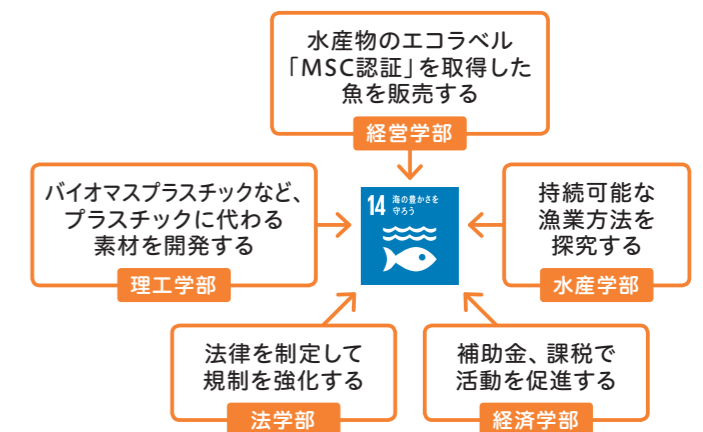 水産物のエコラベル
「MSC認証」を取得した
魚を販売する
経営学部
バイオマスプラスチックなど、
プラスチックに代わる
素材を開発する
理工学部
14 海の豊かさを
守ろう
持続可能な
漁業方法を
探究する
水産学部
法律を制定して
規制を強化する
法学部
補助金、課税で
活動を促進する
経済学部